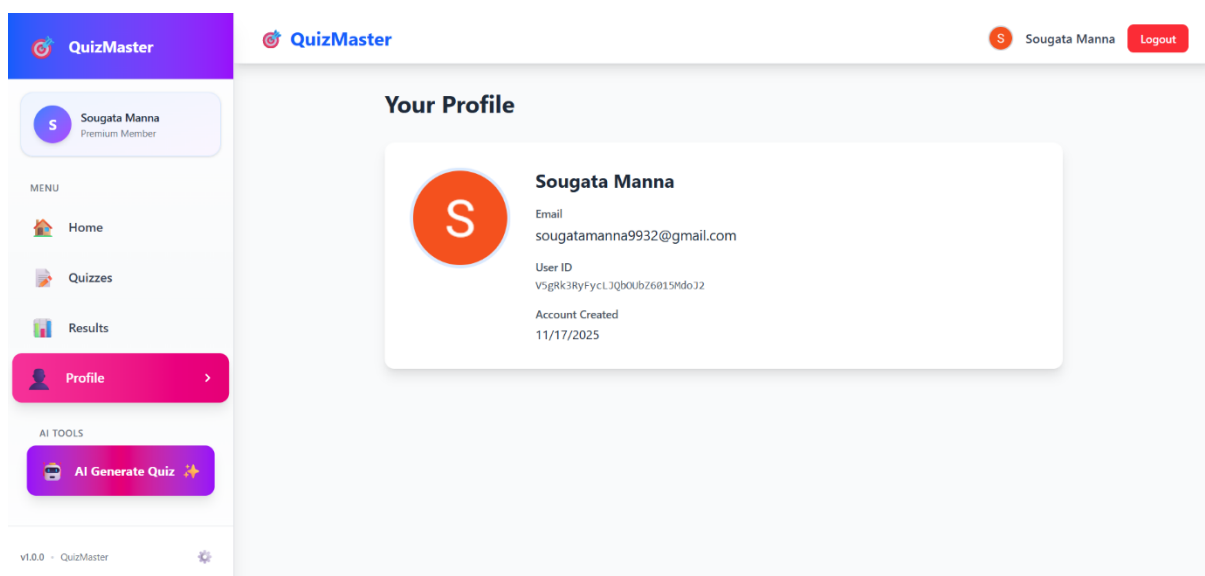 QuizMaster
S
Sougata Manna
Premium Member
MENU
Home
Quizzes
Results
Profile
AI TOOLS
AI Generate Quiz
v1.0.0 - QuizMaster
QuizMaster
S
Sougata Manna
Logout
Your Profile
S
Sougata Manna
Email
sougatamanna9932@gmail.com
User ID
Account Created
11/17/2025